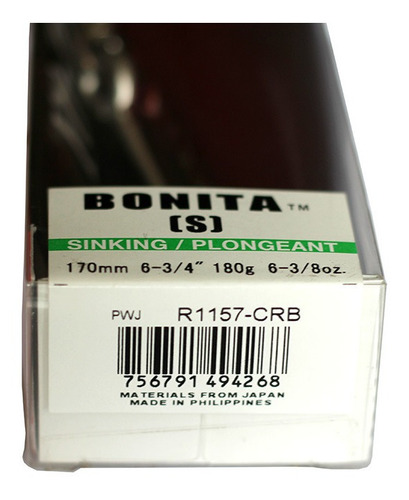 BONITA™
(S)
SINKING / PLONGEANT
170mm 6-3/4" 180g 6-3/8oz.
PWJ R1157-CRB
756791 494268
MATERIALS FROM JAPAN
MADE IN PHILIPPINES